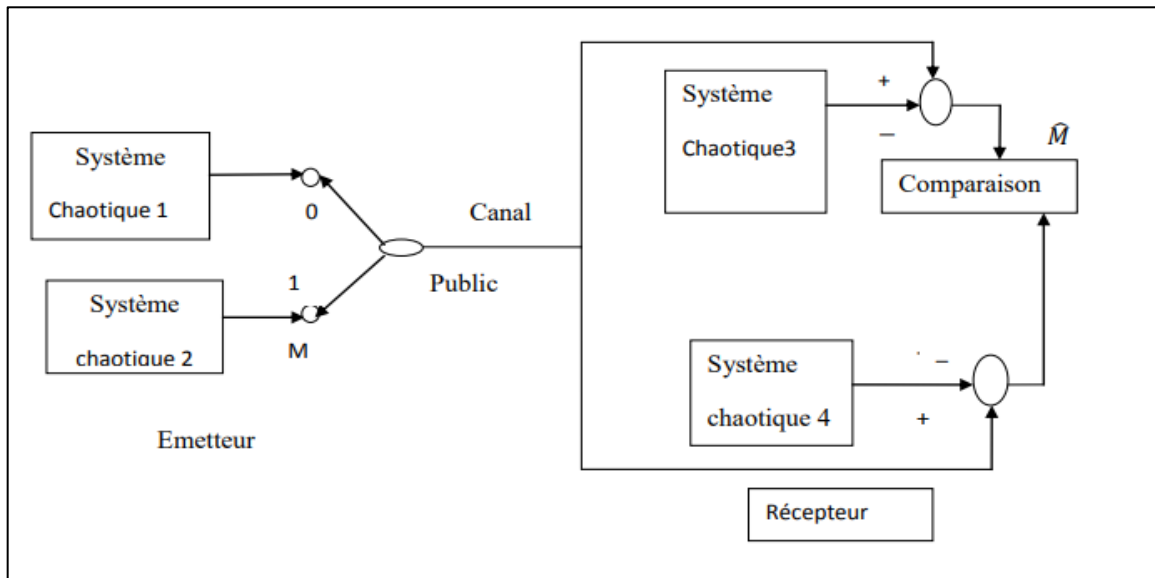 Système
Chaotique 1
0
1
Système
chaotique 2
M
Emetteur
Canal
Public
Système
Chaotique3
+
−
M̂
Comparaison
Système
chaotique 4
−
+
Récepteur